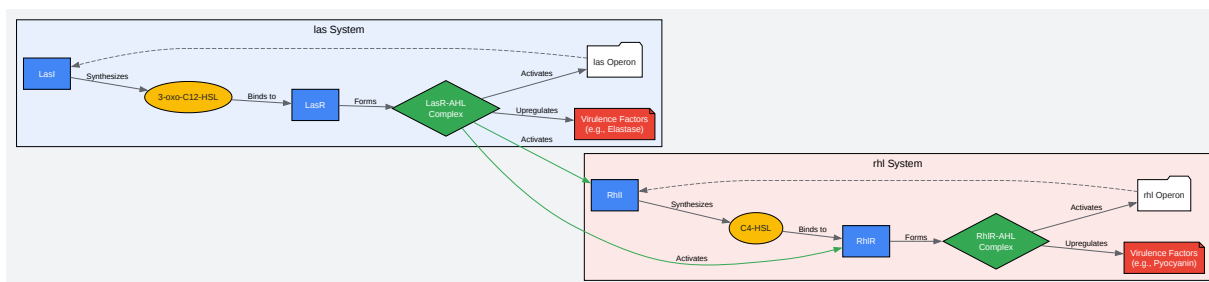 las System
LasI
Synthesizes
3-oxo-C12-HSL
Binds to
LasR
Forms
LasR-AHL
Complex
Activates
las Operon
Upregulates
Virulence Factors
(e.g., Elastase)
Activates
Activates
rhl System
RhlI
Synthesizes
C4-HSL
Binds to
RhlR
Forms
RhlR-AHL
Complex
Activates
rhl Operon
Upregulates
Virulence Factors
(e.g., Pyocyanin)